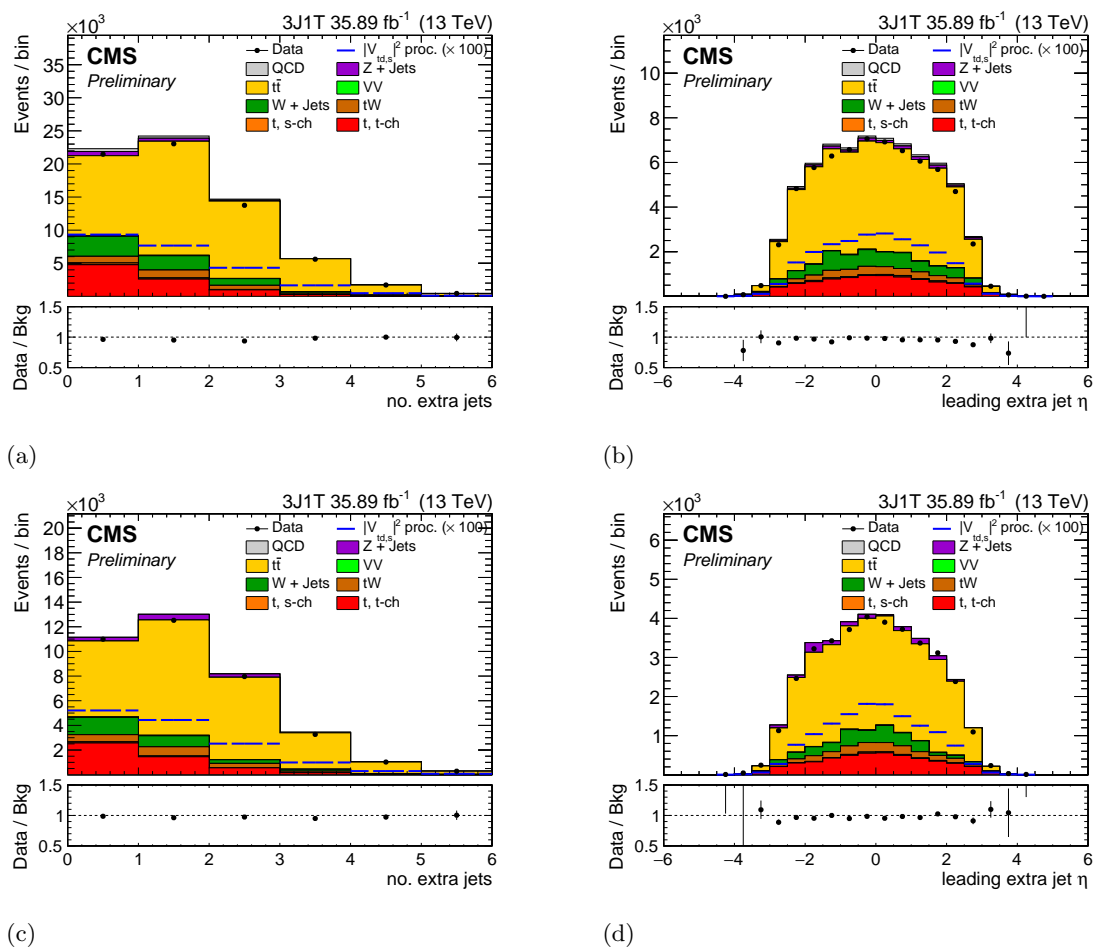 3J1T 35.89 fb-1 (13 TeV)
×10³
CMS
Preliminary
Data
|Vtd,s|² proc. (× 100)
QCD
Z + Jets
tt̄
VV
W + Jets
tW
t, s-ch
t, t-ch
Events / bin
35
30
25
20
15
10
5
Data / Bkg
1.5
1
0.5
0 1 2 3 4 5 6
no. extra jets
(a)
3J1T 35.89 fb-1 (13 TeV)
×10³
CMS
Preliminary
Data
|Vtd,s|² proc. (× 100)
QCD
Z + Jets
tt̄
VV
W + Jets
tW
t, s-ch
t, t-ch
Events / bin
10
8
6
4
2
0
Data / Bkg
1.5
1
0.5
−6 −4 −2 0 2 4 6
leading extra jet η
(b)
3J1T 35.89 fb-1 (13 TeV)
×10³
CMS
Preliminary
Data
|Vtd,s|² proc. (× 100)
QCD
Z + Jets
tt̄
VV
W + Jets
tW
t, s-ch
t, t-ch
Events / bin
20
18
16
14
12
10
8
6
4
2
Data / Bkg
1.5
1
0.5
0 1 2 3 4 5 6
no. extra jets
(c)
3J1T 35.89 fb-1 (13 TeV)
×10³
CMS
Preliminary
Data
|Vtd,s|² proc. (× 100)
QCD
Z + Jets
tt̄
VV
W + Jets
tW
t, s-ch
t, t-ch
Events / bin
6
5
4
3
2
1
0
Data / Bkg
1.5
1
0.5
−6 −4 −2 0 2 4 6
leading extra jet η
(d)